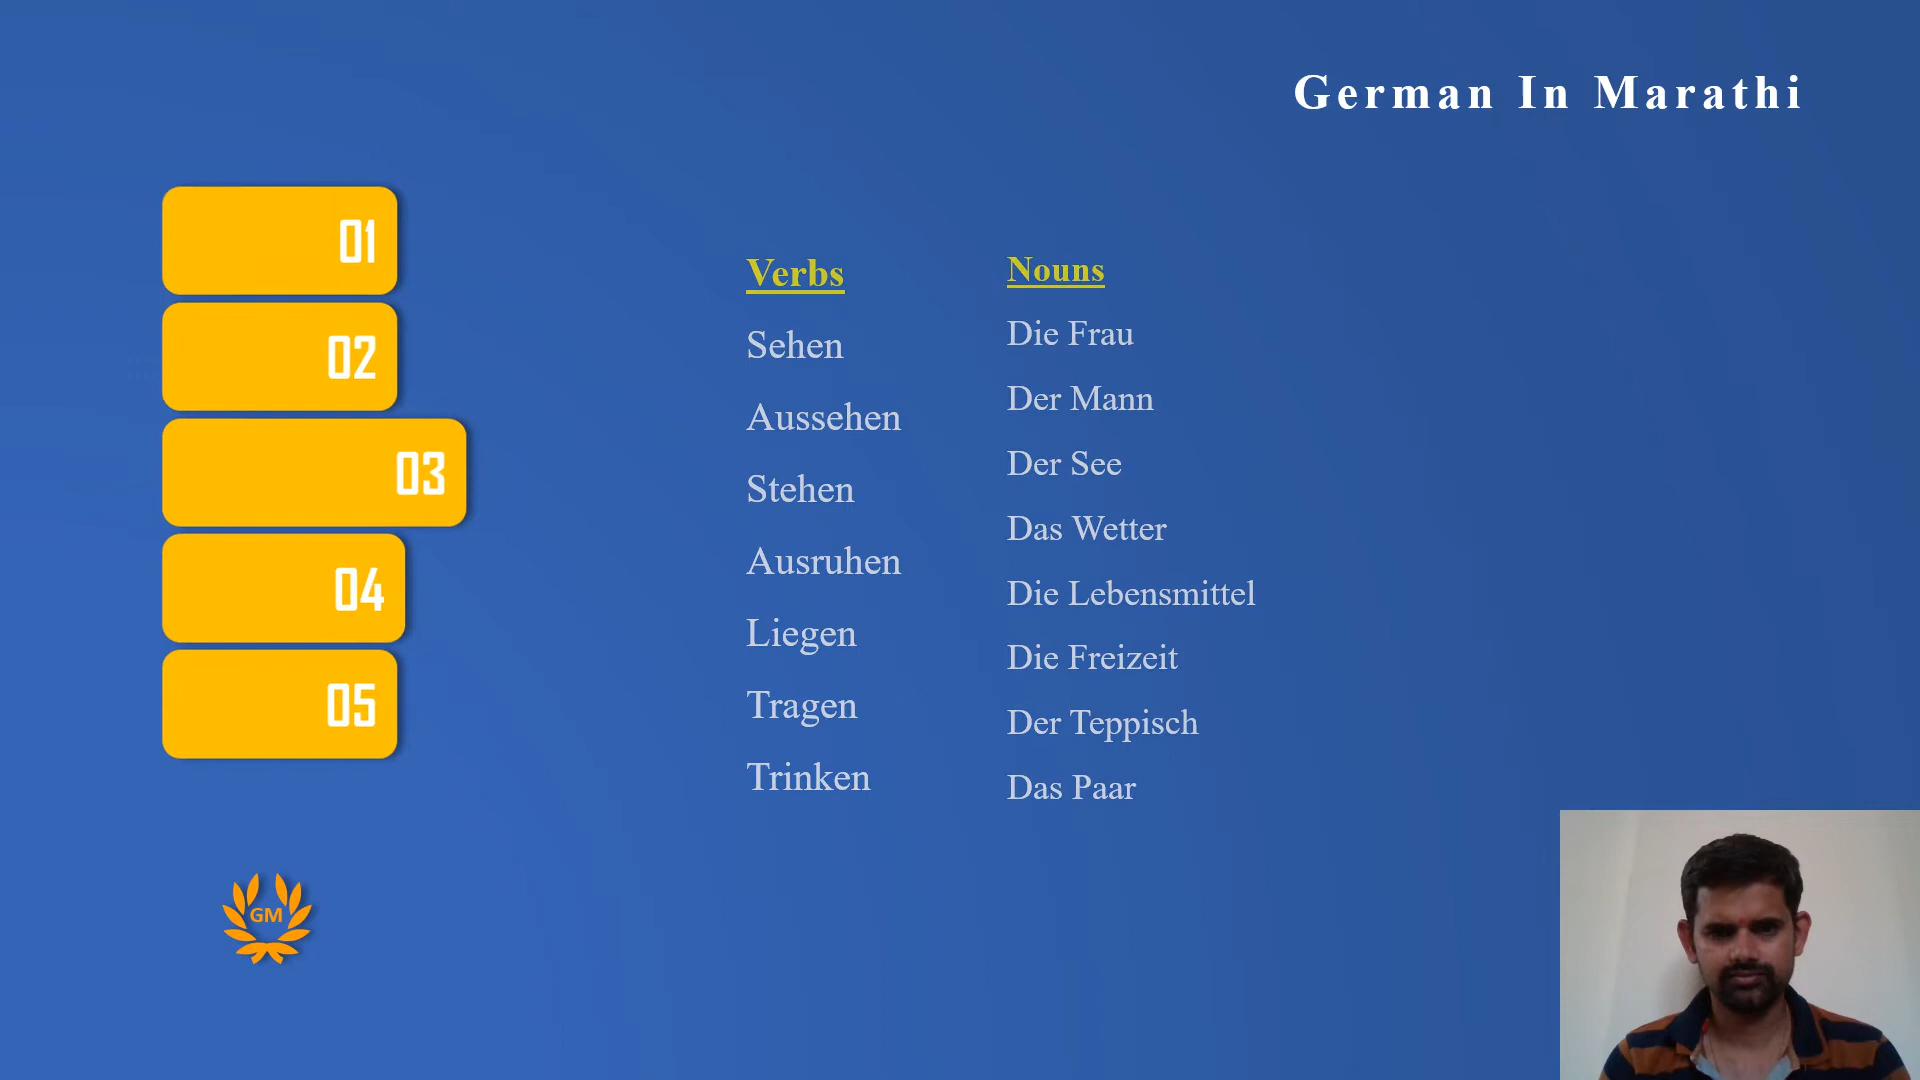 German In Marathi
01
02
03
04
05
Verbs
Sehen
Aussehen
Stehen
Ausruhen
Liegen
Tragen
Trinken
Nouns
Die Frau
Der Mann
Der See
Das Wetter
Die Lebensmittel
Die Freizeit
Der Teppisch
Das Paar
GM